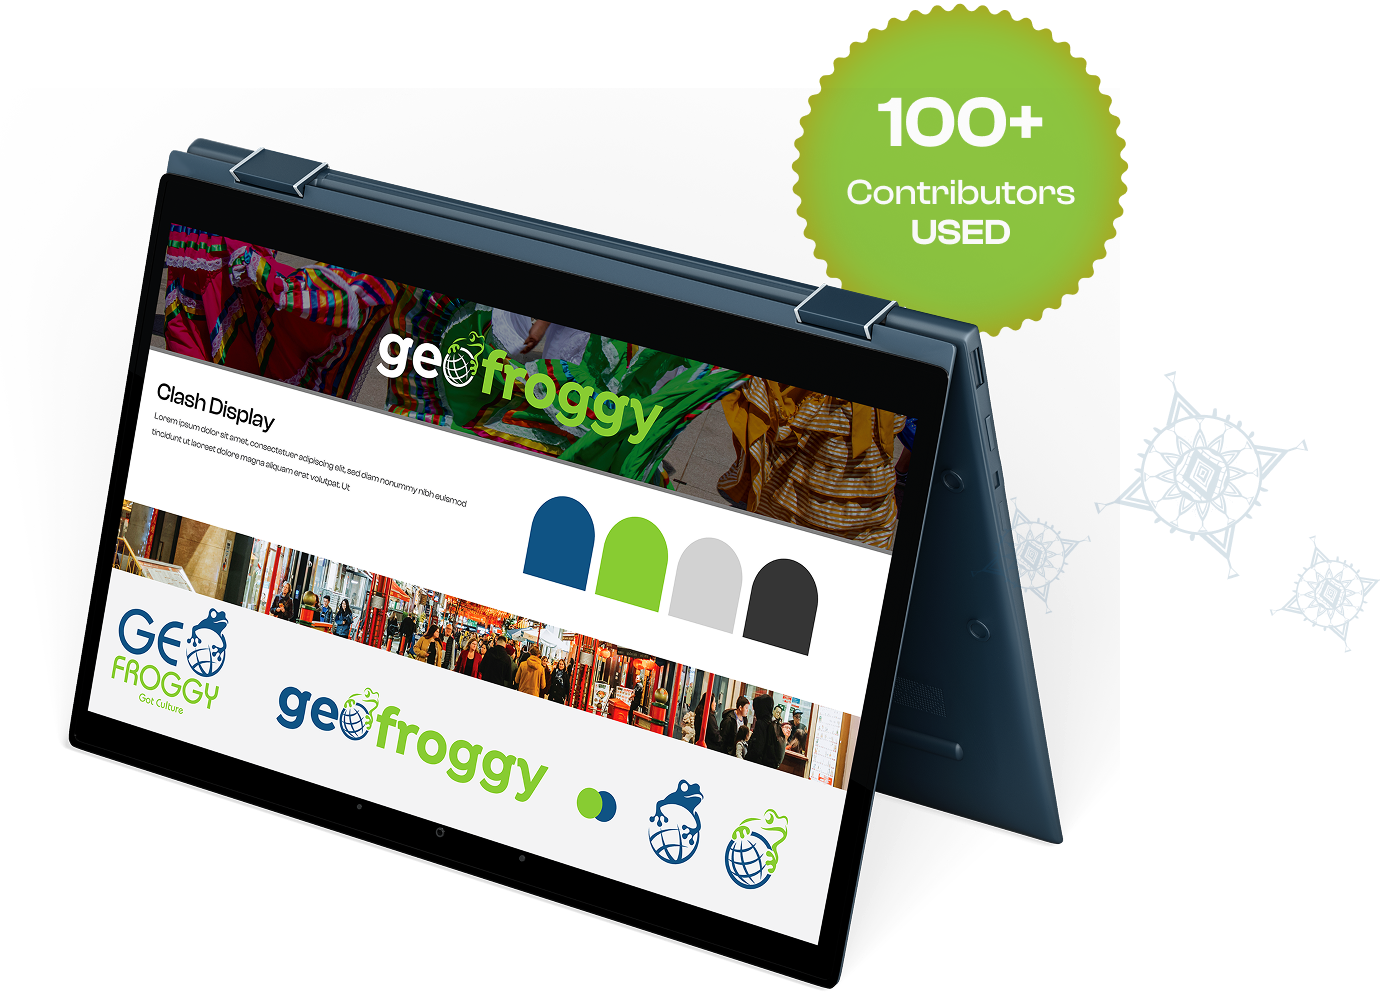 100+
Contributors
USED
geofroggy
Clash Display
Lorem ipsum dolor sit amet, consectetuer adipiscing elit, sed diam nonummy nibh euismod
tincidunt ut laoreet dolore magna aliquam erat volutpat. Ut
GEO
FROGGY
Got Culture
geofroggy